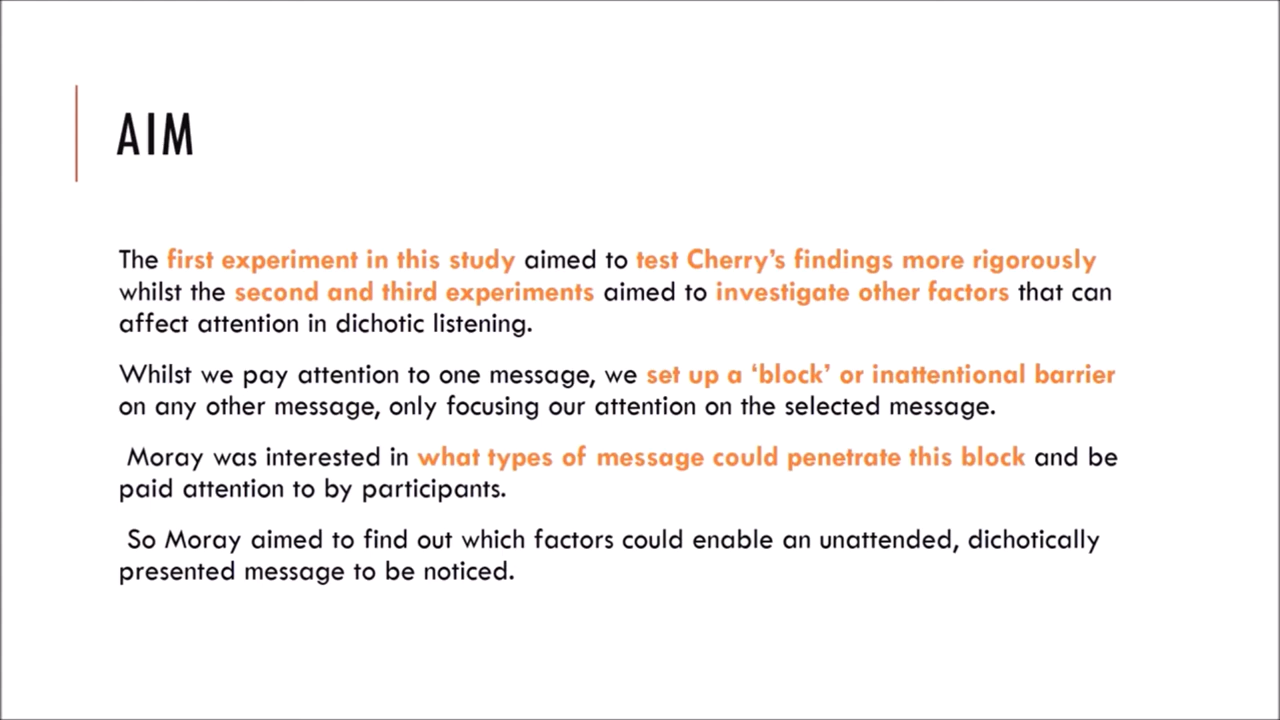 AIM
The first experiment in this study aimed to test Cherry’s findings more rigorously
whilst the second and third experiments aimed to investigate other factors that can
affect attention in dichotic listening.
Whilst we pay attention to one message, we set up a ‘block’ or inattentional barrier
on any other message, only focusing our attention on the selected message.
Moray was interested in what types of message could penetrate this block and be
paid attention to by participants.
So Moray aimed to find out which factors could enable an unattended, dichotically
presented message to be noticed.